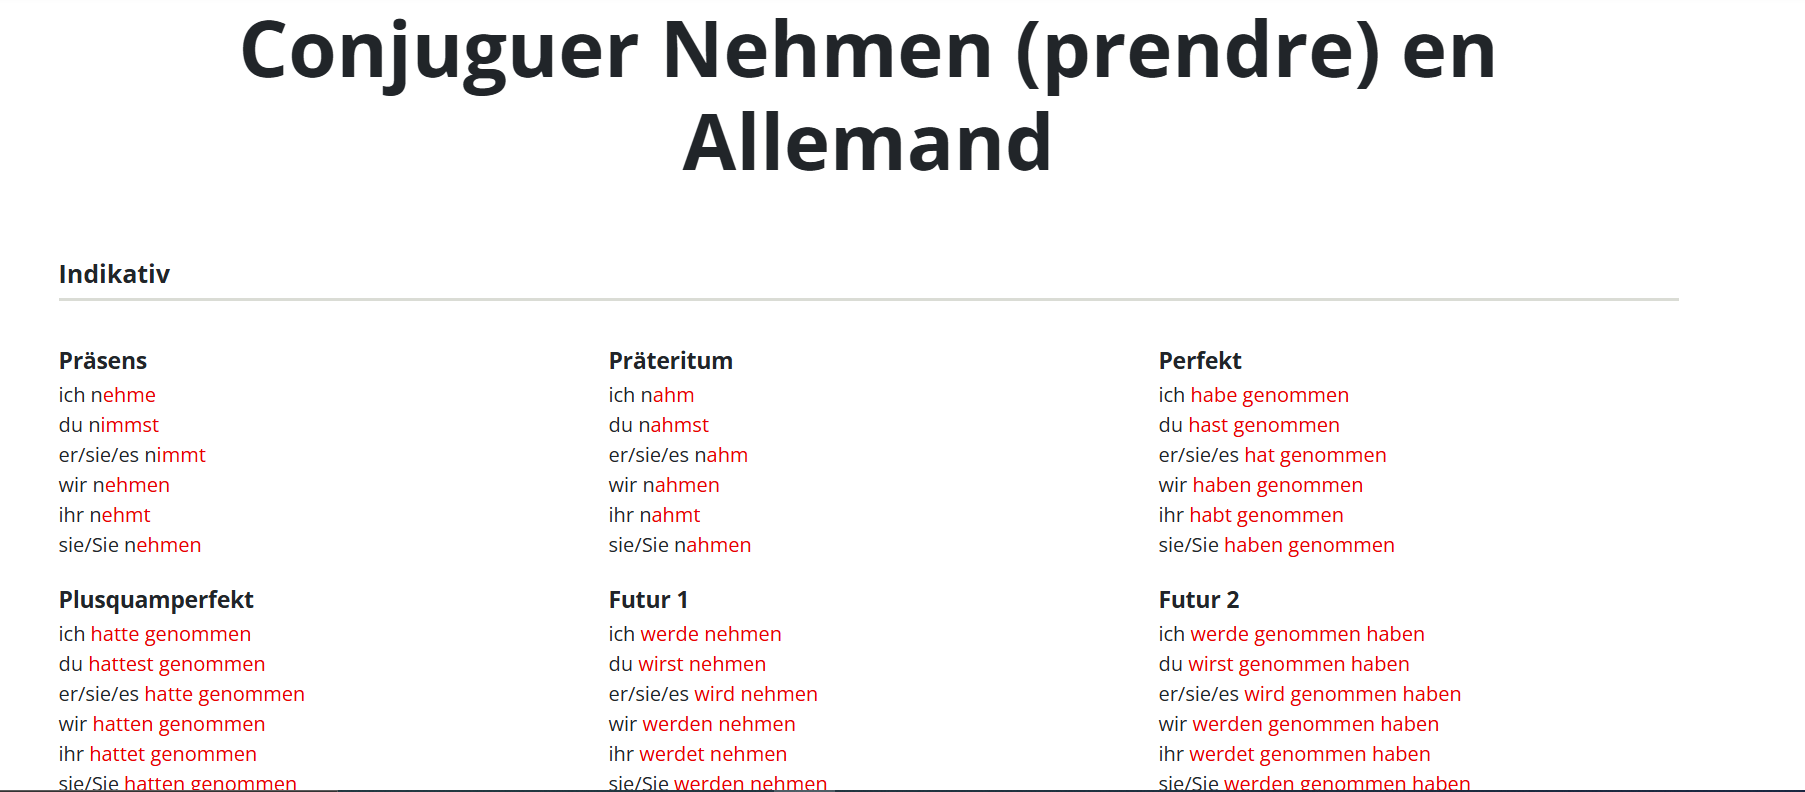 Conjuguer Nehmen (prendre) en
Allemand
Indikativ
Präsens
ich nehme
du nimmst
er/sie/es nimmt
wir nehmen
ihr nehmt
sie/Sie nehmen
Präteritum
ich nahm
du nahmst
er/sie/es nahm
wir nahmen
ihr nahmt
sie/Sie nahmen
Perfekt
ich habe genommen
du hast genommen
er/sie/es hat genommen
wir haben genommen
ihr habt genommen
sie/Sie haben genommen
Plusquamperfekt
ich hatte genommen
du hattest genommen
er/sie/es hatte genommen
wir hatten genommen
ihr hattet genommen
sie/Sie hatten genommen
Futur 1
ich werde nehmen
du wirst nehmen
er/sie/es wird nehmen
wir werden nehmen
ihr werdet nehmen
sie/Sie werden nehmen
Futur 2
ich werde genommen haben
du wirst genommen haben
er/sie/es wird genommen haben
wir werden genommen haben
ihr werdet genommen haben
sie/Sie werden genommen haben